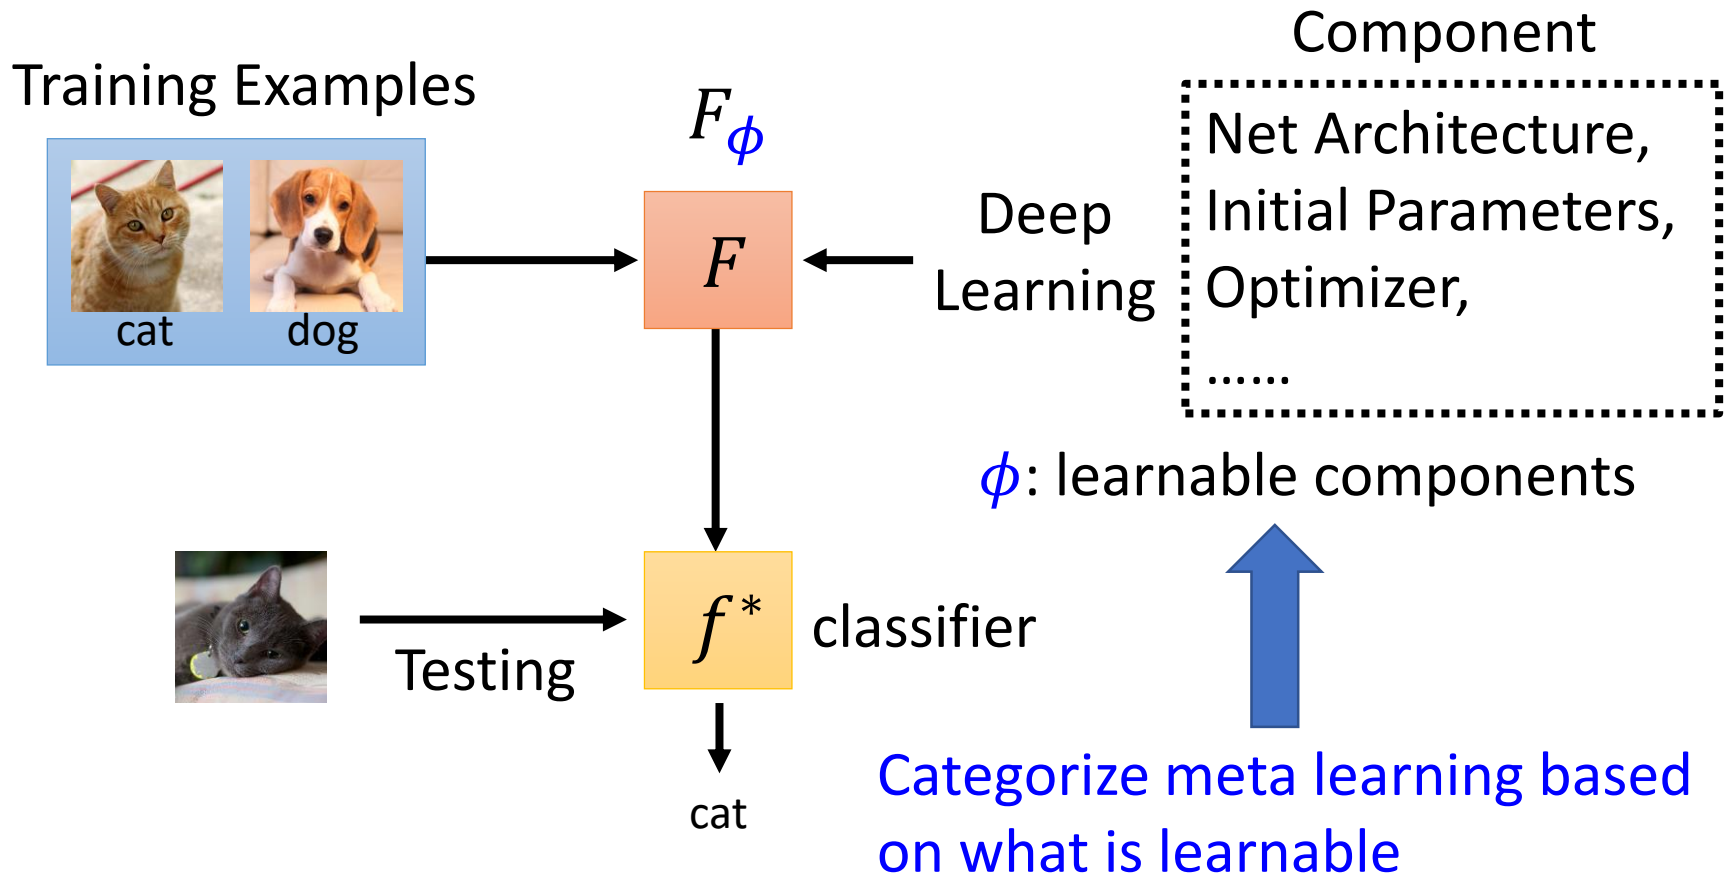 Training Examples
cat
dog
F_ϕ
F
Deep
Learning
Component
Net Architecture,
Initial Parameters,
Optimizer,
……
ϕ: learnable components
Testing
f*
classifier
cat
Categorize meta learning based
on what is learnable